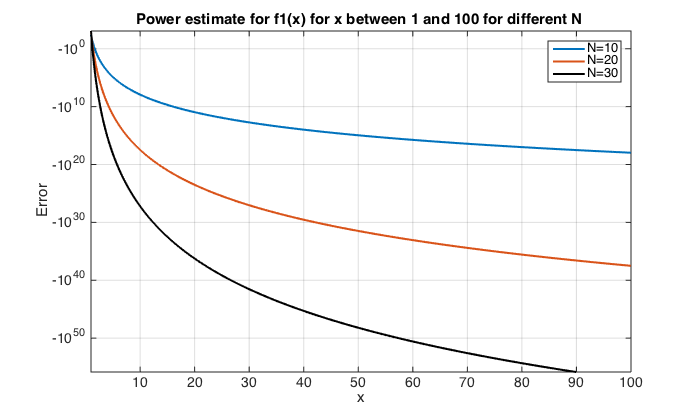 Power estimate for f1(x) for x between 1 and 100 for different N
N=10
N=20
N=30
-10^0
-10^10
-10^20
-10^30
-10^40
-10^50
Error
10 20 30 40 50 60 70 80 90 100
x